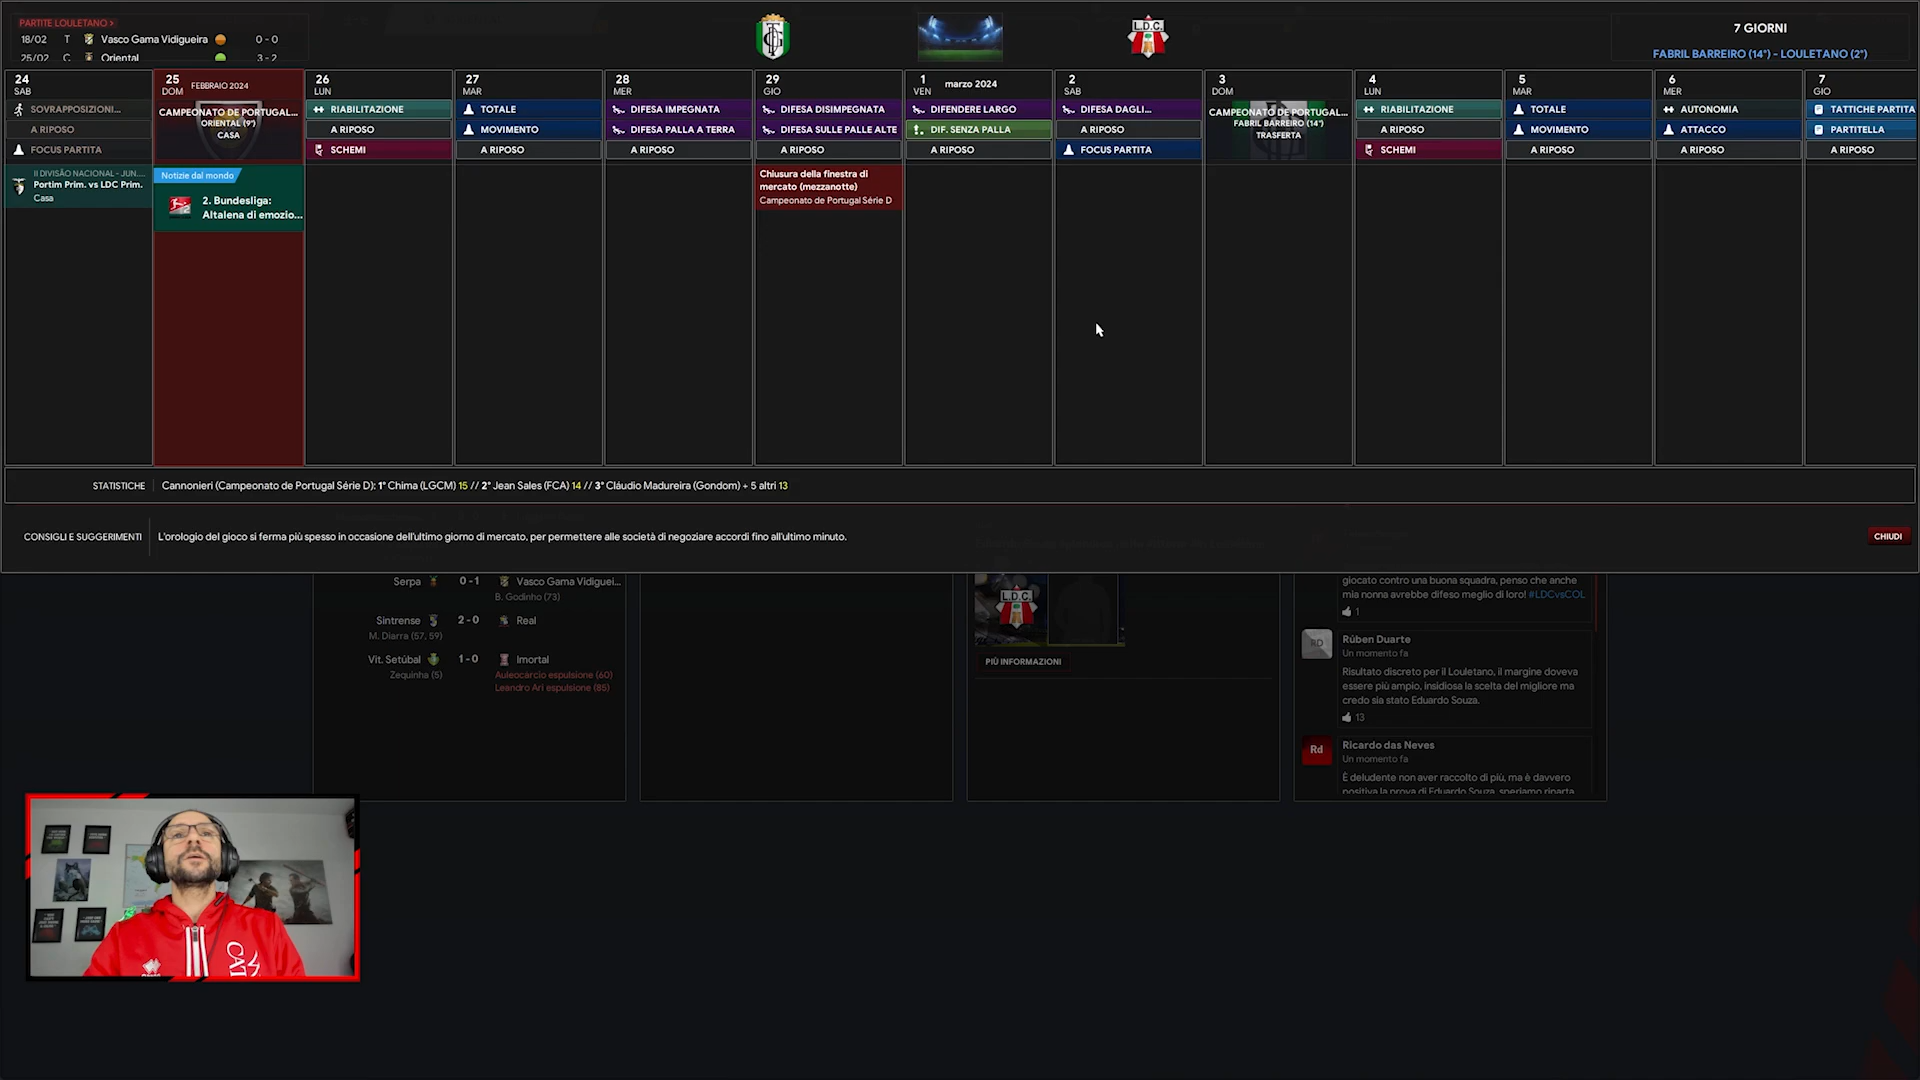 PARTITE LOULETANO >
18/02 T Vasco Gama Vidigueira 0 - 0
25/02 C Oriental 3 - 2
7 GIORNI
FABRIL BARREIRO (14°) - LOULETANO (2°)
24 SAB
SOVRAPPOSIZIONI...
A RIPOSO
FOCUS PARTITA
II DIVISÃO NACIONAL - JUN....
Portim Prim. vs LDC Prim.
Casa
25 DOM FEBBRAIO 2024
CAMPEONATO DE PORTUGAL...
ORIENTAL (9°)
CASA
Notizie dal mondo
2. Bundesliga:
Altalena di emozio...
26 LUN
RIABILITAZIONE
A RIPOSO
SCHEMI
27 MAR
TOTALE
MOVIMENTO
A RIPOSO
28 MER
DIFESA IMPEGNATA
DIFESA PALLA A TERRA
A RIPOSO
29 GIO
DIFESA DISIMPEGNATA
DIFESA SULLE PALLE ALTE
A RIPOSO
Chiusura della finestra di
mercato (mezzanotte)
Campeonato de Portugal Série D
1 VEN marzo 2024
DIFENDERE LARGO
DIF. SENZA PALLA
A RIPOSO
2 SAB
DIFESA DAGLI...
A RIPOSO
FOCUS PARTITA
3 DOM
CAMPEONATO DE PORTUGAL...
FABRIL BARREIRO (14°)
TRASFERTA
4 LUN
RIABILITAZIONE
A RIPOSO
SCHEMI
5 MAR
TOTALE
MOVIMENTO
A RIPOSO
6 MER
AUTONOMIA
ATTACCO
A RIPOSO
7 GIO
TATTICHE PARTITA
PARTITELLA
A RIPOSO
STATISTICHE Cannonieri (Campeonato de Portugal Série D): 1° Chima (LGCM) 15 // 2° Jean Sales (FCA) 14 // 3° Cláudio Madureira (Gondom) + 5 altri 13
CONSIGLI E SUGGERIMENTI L'orologio del gioco si ferma più spesso in occasione dell'ultimo giorno di mercato, per permettere alle società di negoziare accordi fino all'ultimo minuto.
CHIUDI
Serpa 0 - 1 Vasco Gama Vidiguei...
B. Godinho (73)
Sintrense 2 - 0 Real
M. Diarra (57, 59)
Vit. Setúbal 1 - 0 Imortal
Zequinha (5) Auleocárcio espulsione (60)
Leandro Ari espulsione (85)
L.D.C.
PIÙ INFORMAZIONI
giocato contro una buona squadra, penso che anche
mia nonna avrebbe difeso meglio di loro! #LDCvsCOL
1
RD Rúben Duarte
Un momento fa
Risultato discreto per il Louletano, il margine doveva
essere più ampio, insidiosa la scelta del migliore ma
credo sia stato Eduardo Souza.
13
Rd Ricardo das Neves
Un momento fa
È deludente non aver raccolto di più, ma è davvero
positiva la prova di Eduardo Souza, speriamo riparta